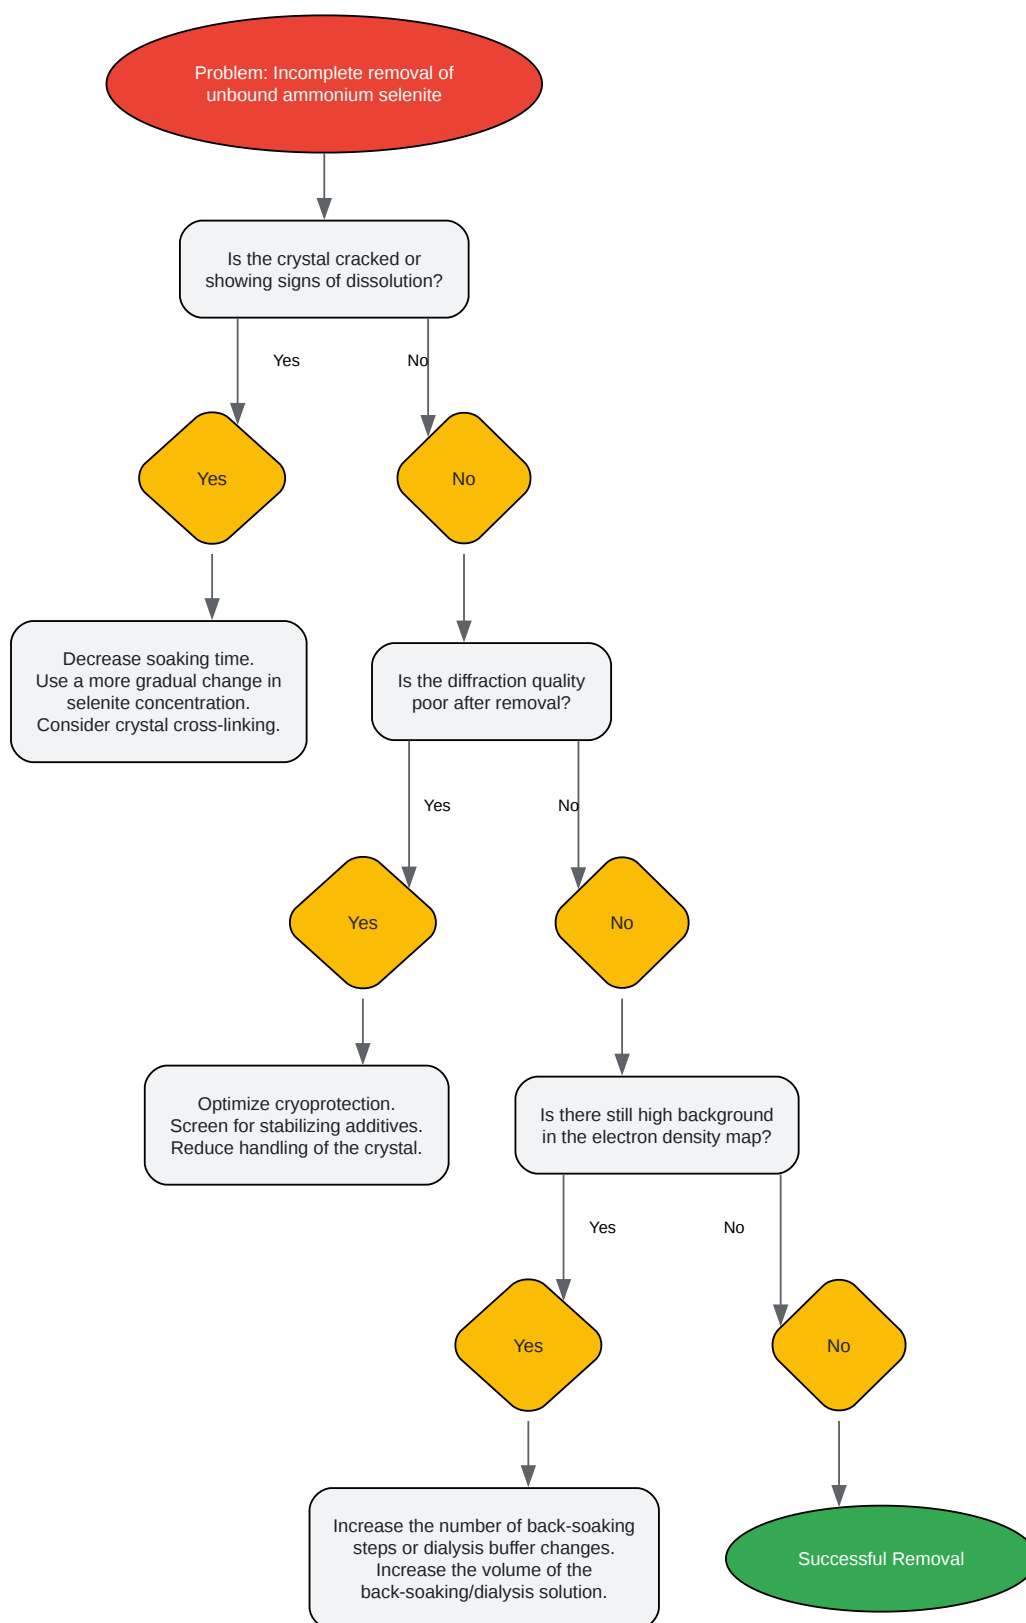 Problem: Incomplete removal of
unbound ammonium selenite
Is the crystal cracked or
showing signs of dissolution?
Yes
No
Yes
No
Decrease soaking time.
Use a more gradual change in
selenite concentration.
Consider crystal cross-linking.
Is the diffraction quality
poor after removal?
Yes
No
Yes
No
Optimize cryoprotection.
Screen for stabilizing additives.
Reduce handling of the crystal.
Is there still high background
in the electron density map?
Yes
No
Yes
No
Increase the number of back-soaking
steps or dialysis buffer changes.
Increase the volume of the
back-soaking/dialysis solution.
Successful Removal